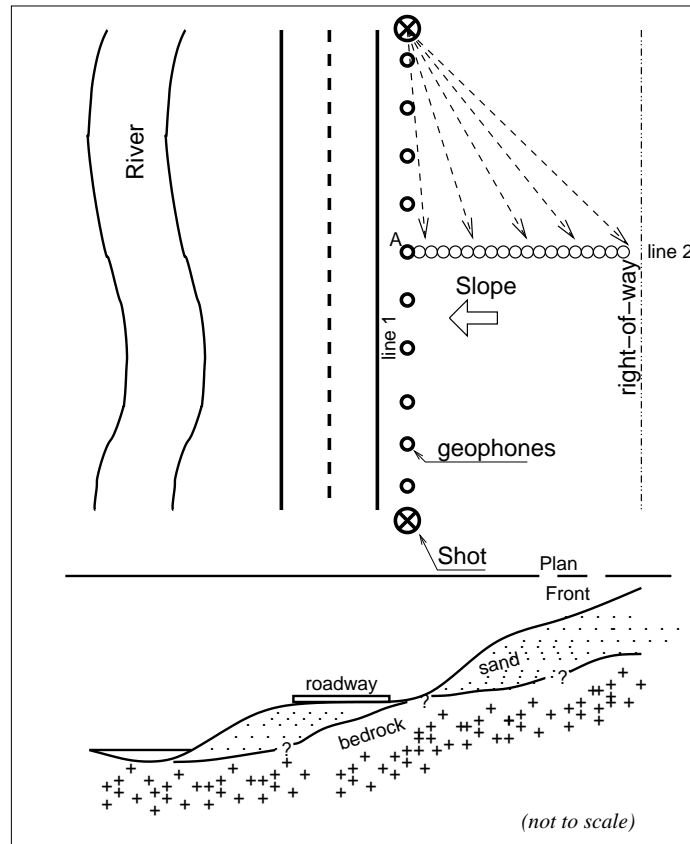 River
A
line 2
Slope
line 1
right-of-way
geophones
Shot
Plan
Front
sand
roadway
?
?
bedrock
?
(not to scale)